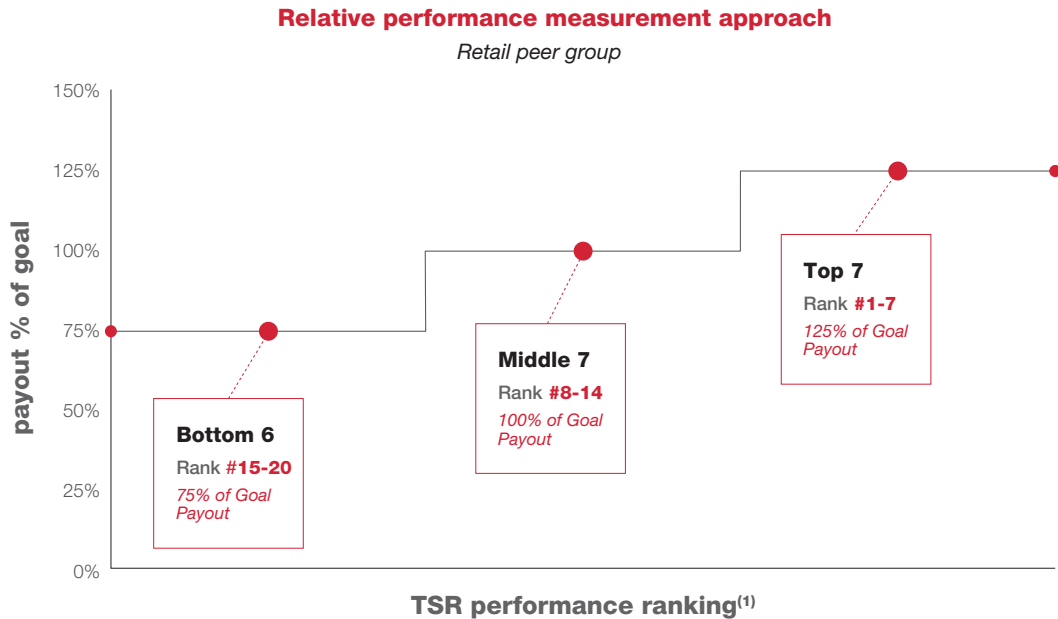 Relative performance measurement approach
Retail peer group
payout % of goal
150%
125%
100%
75%
50%
25%
0%
Bottom 6
Rank #15-20
75% of Goal
Payout
Middle 7
Rank #8-14
100% of Goal
Payout
Top 7
Rank #1-7
125% of Goal
Payout
TSR performance ranking(1)